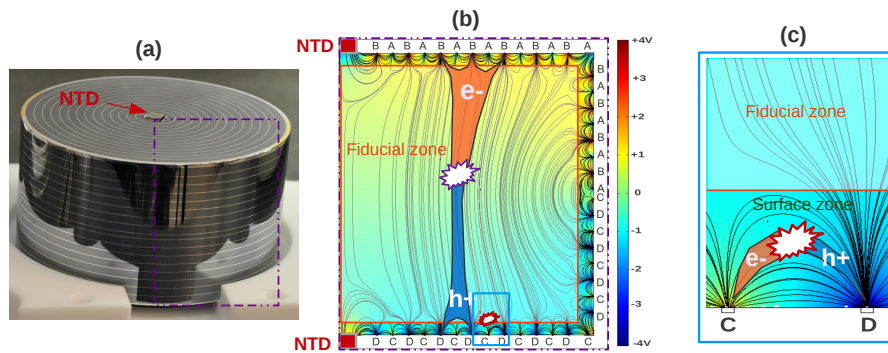 (a)
NTD
(b)
NTD
B A B A B A B A B A B A B A
e-
Fiducial zone
h+
B
A
B
A
B
A
B
A
C
D
C
D
C
D
C
D
NTD
D C D C D C D C D C D C D C
+4V
+3
+2
+1
0
-1
-2
-3
-4V
(c)
Fiducial zone
Surface zone
e-
h+
C D